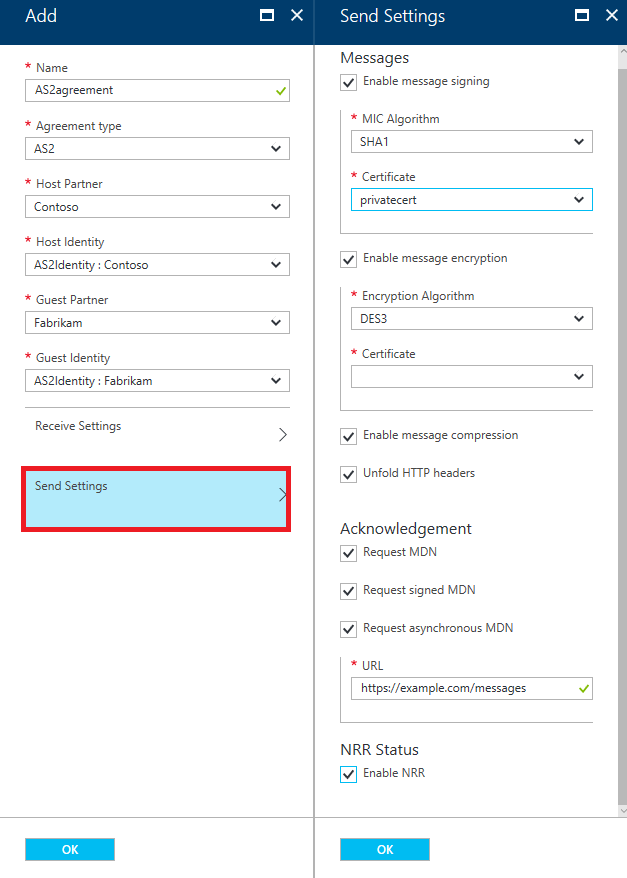 Add
* Name
AS2agreement
* Agreement type
AS2
* Host Partner
Contoso
* Host Identity
AS2Identity : Contoso
* Guest Partner
Fabrikam
* Guest Identity
AS2Identity : Fabrikam
Receive Settings
Send Settings
OK
Send Settings
Messages
Enable message signing
* MIC Algorithm
SHA1
* Certificate
privatecert
Enable message encryption
* Encryption Algorithm
DES3
* Certificate
Enable message compression
Unfold HTTP headers
Acknowledgement
Request MDN
Request signed MDN
Request asynchronous MDN
* URL
https://example.com/messages
NRR Status
Enable NRR
OK